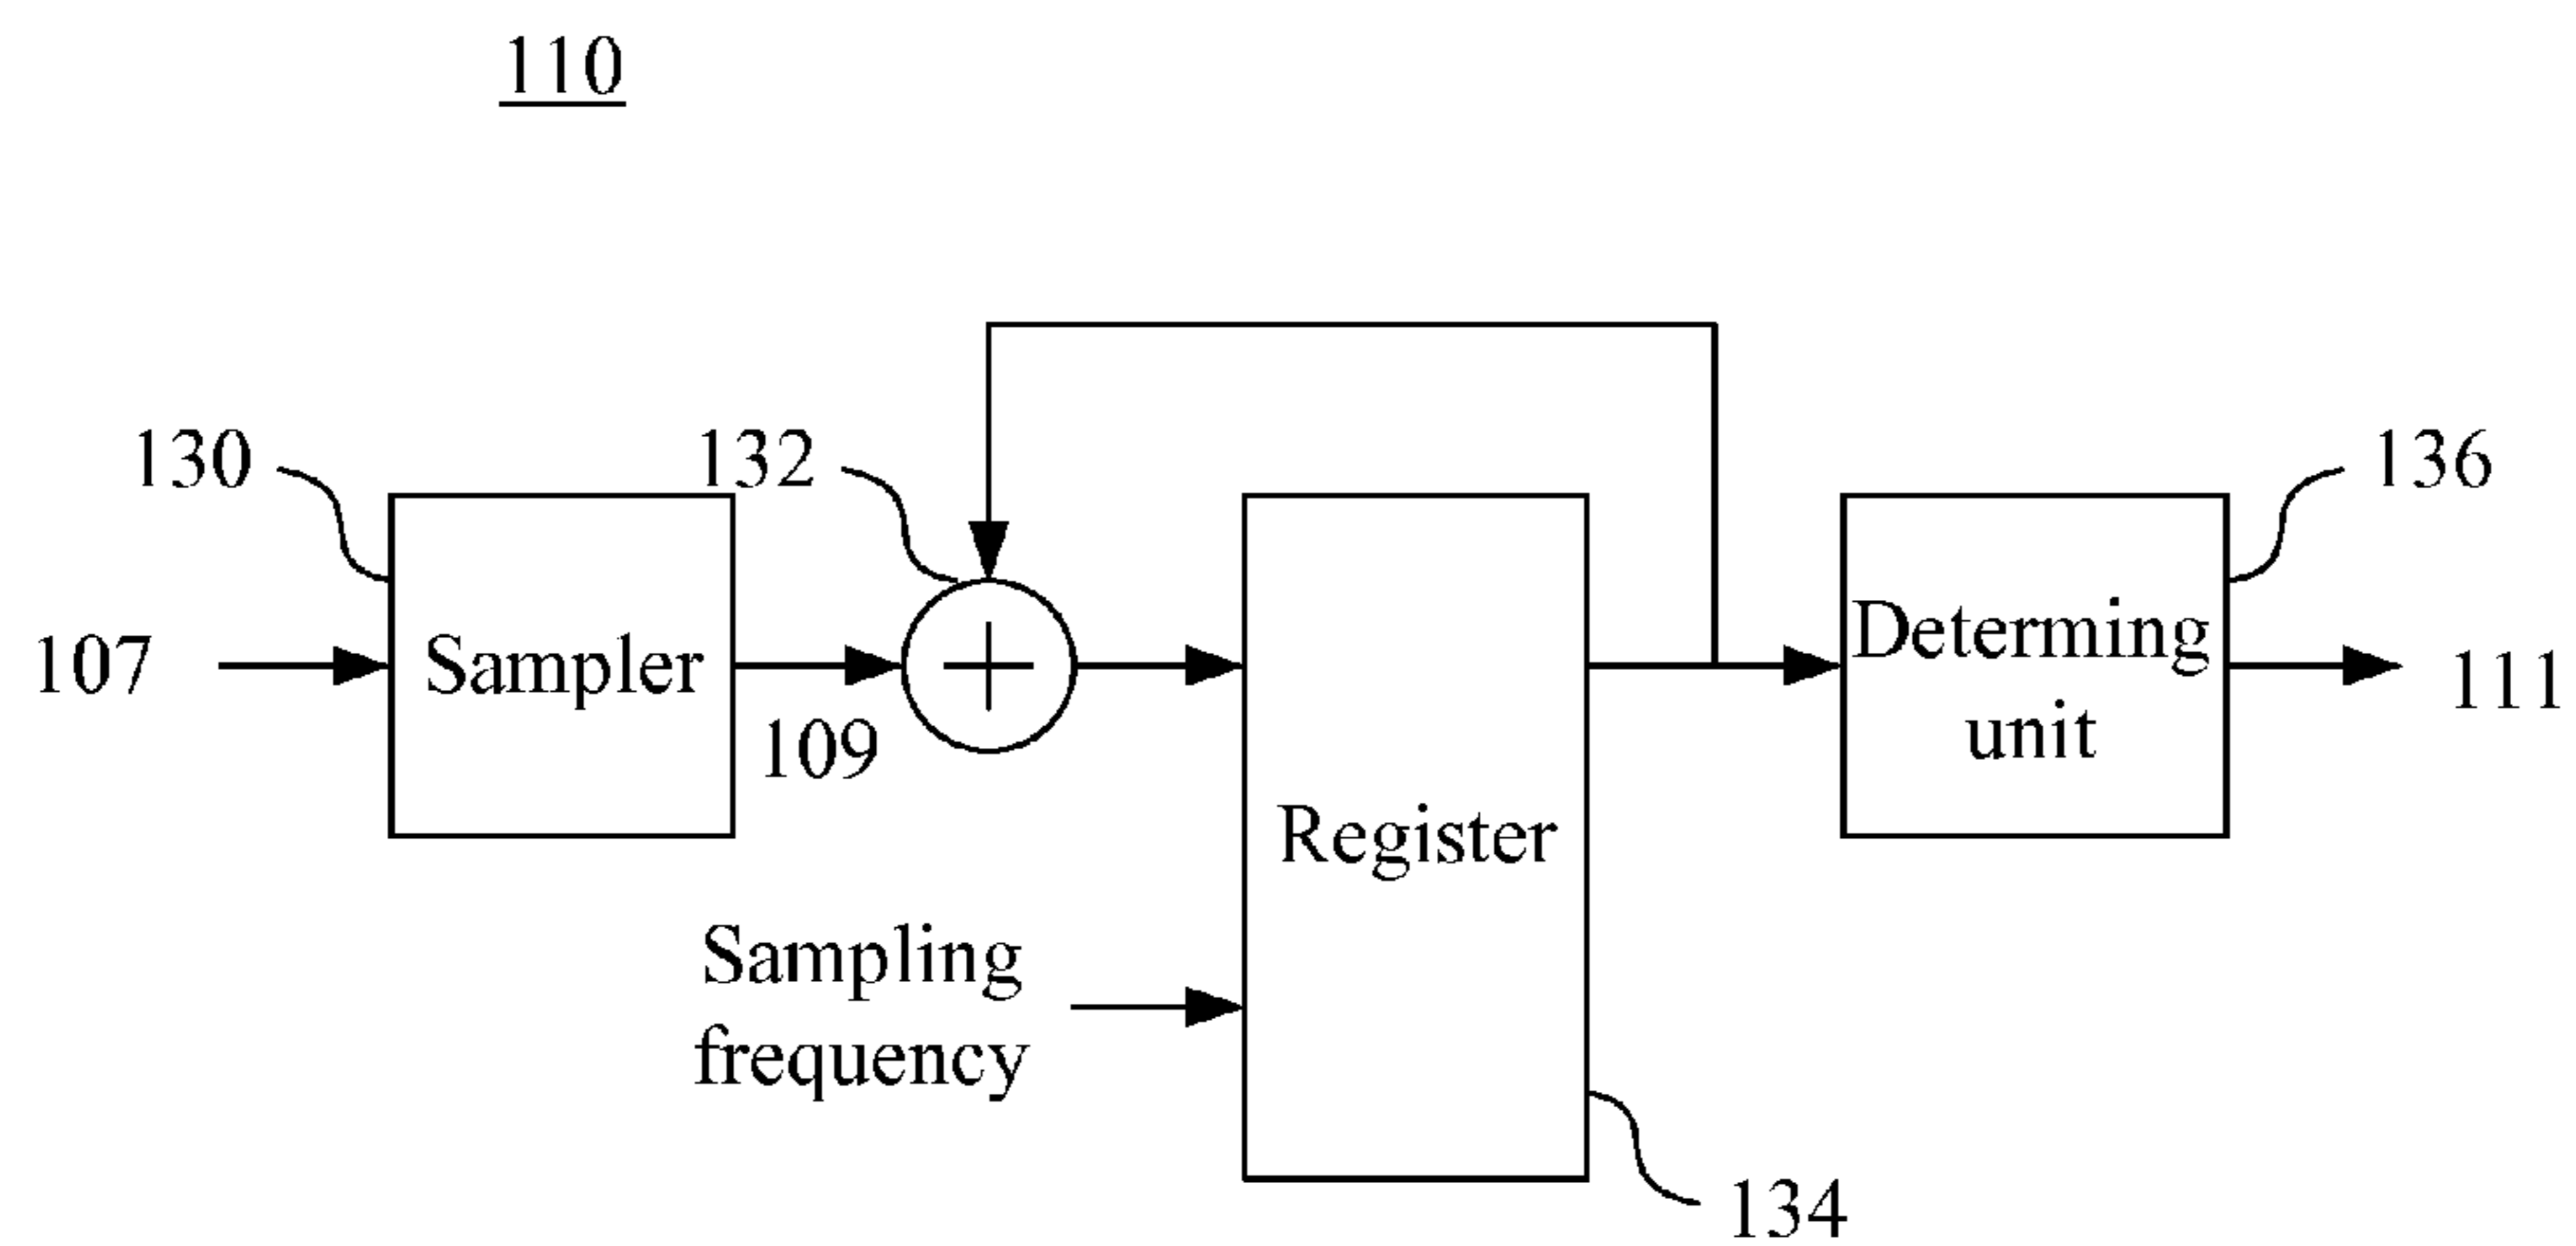 110
130
132
136
107
Sampler
109
Register
Determing
unit
111
Sampling
frequency
134